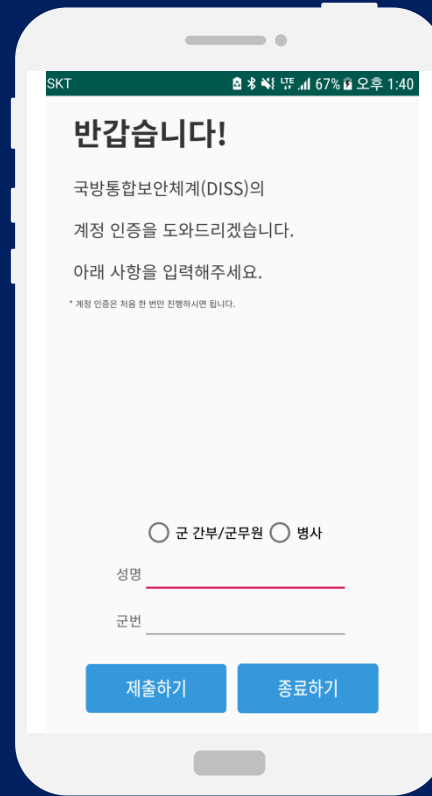 SKT LTE 67% 오후 1:40
반갑습니다!
국방통합보안체계(DISS)의
계정 인증을 도와드리겠습니다.
아래 사항을 입력해주세요.
* 계정 인증은 처음 한 번만 진행하시면 됩니다.
군 간부/군무원 병사
성명
군번
제출하기 종료하기